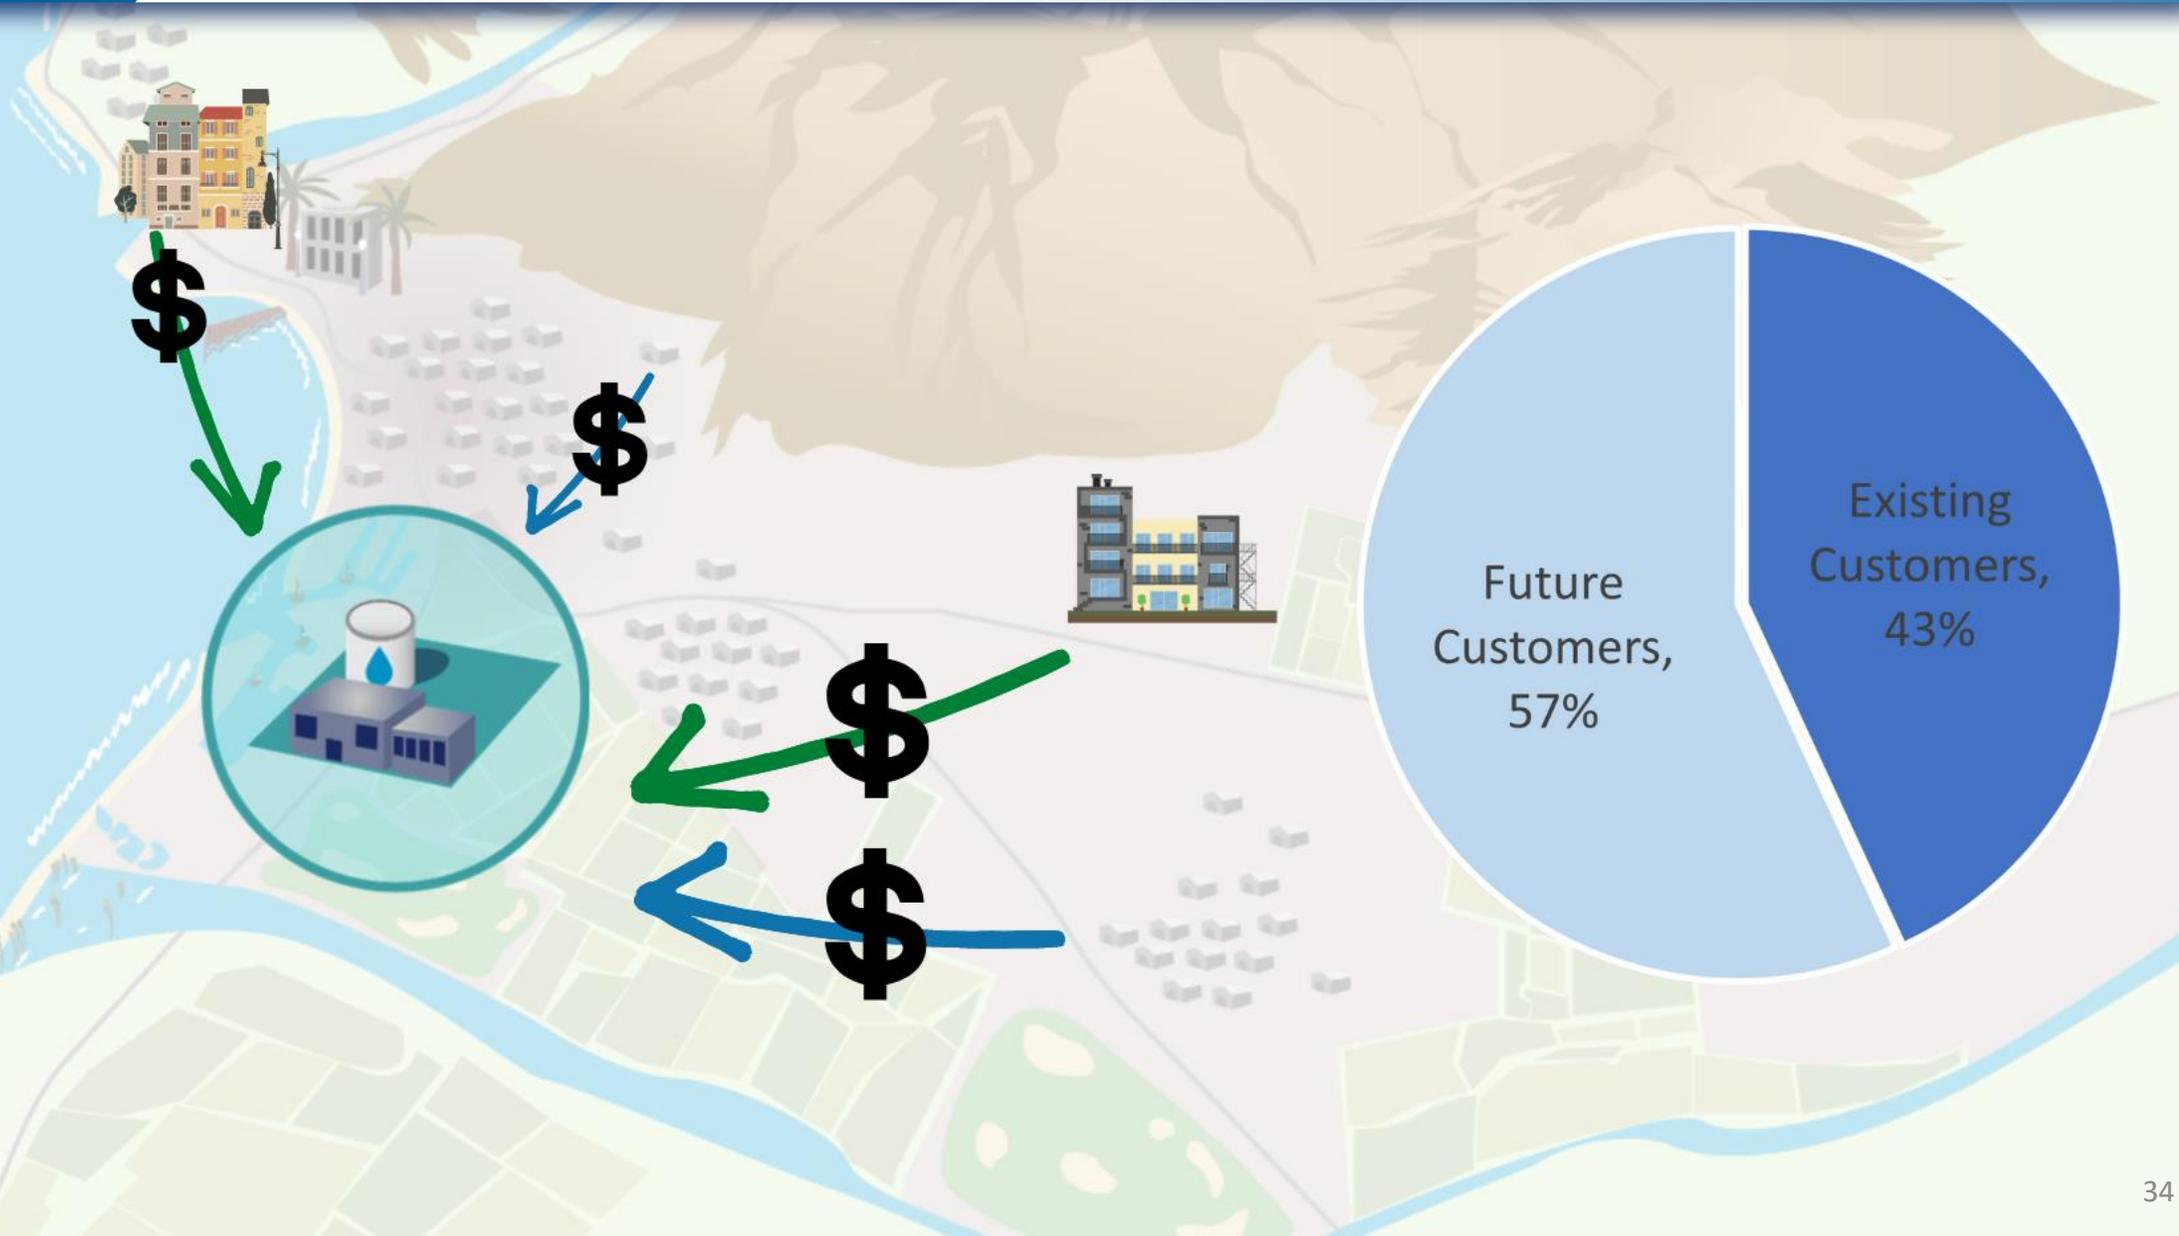 $
$
$
$
Future
Customers,
57%
Existing
Customers,
43%
34